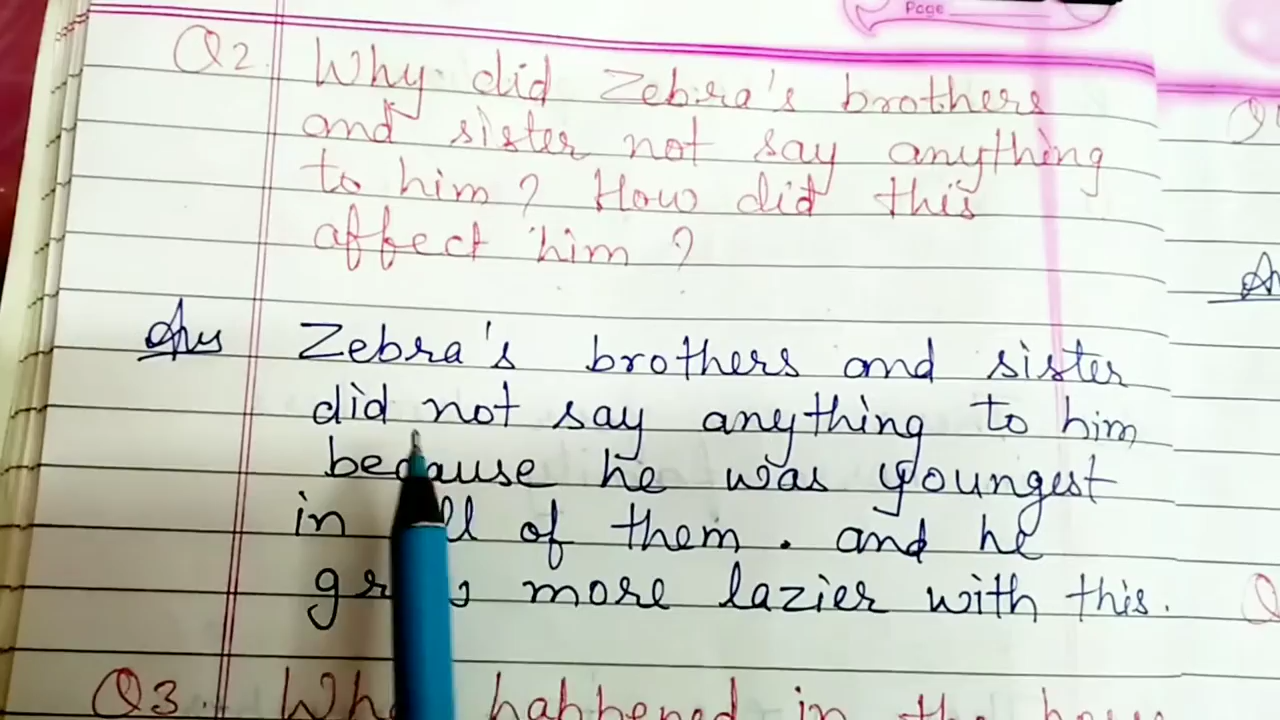 Page
Q2. Why did Zebra's brothers
and sister not say anything
to him? How did this
affect him?
Ans Zebra's brothers and sister
did not say anything to him
because he was youngest
in all of them. and he
more lazier with this.
Q3. happened in the